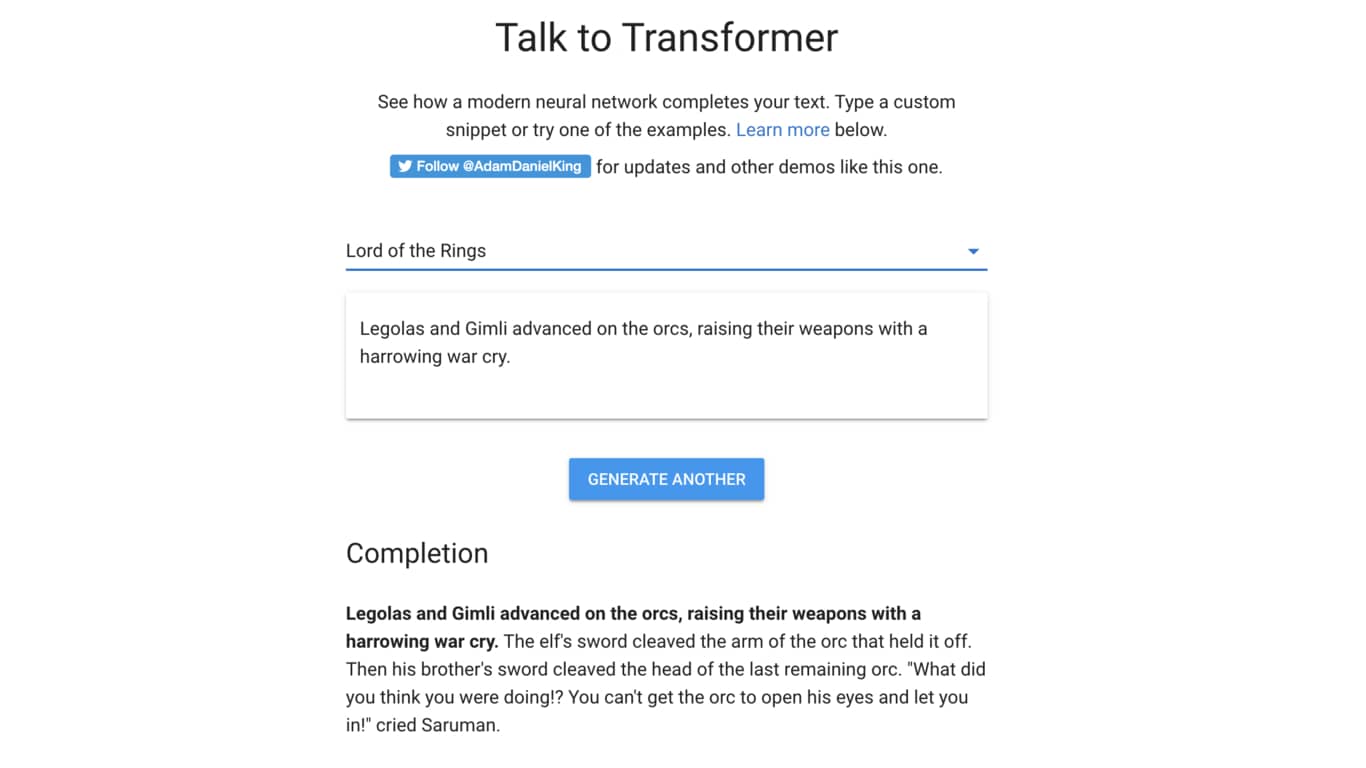 Talk to Transformer
See how a modern neural network completes your text. Type a custom
snippet or try one of the examples. Learn more below.
Follow @AdamDanielKing for updates and other demos like this one.
Lord of the Rings
Legolas and Gimli advanced on the orcs, raising their weapons with a
harrowing war cry.
GENERATE ANOTHER
Completion
Legolas and Gimli advanced on the orcs, raising their weapons with a
harrowing war cry. The elf's sword cleaved the arm of the orc that held it off.
Then his brother's sword cleaved the head of the last remaining orc. "What did
you think you were doing!? You can't get the orc to open his eyes and let you
in!" cried Saruman.